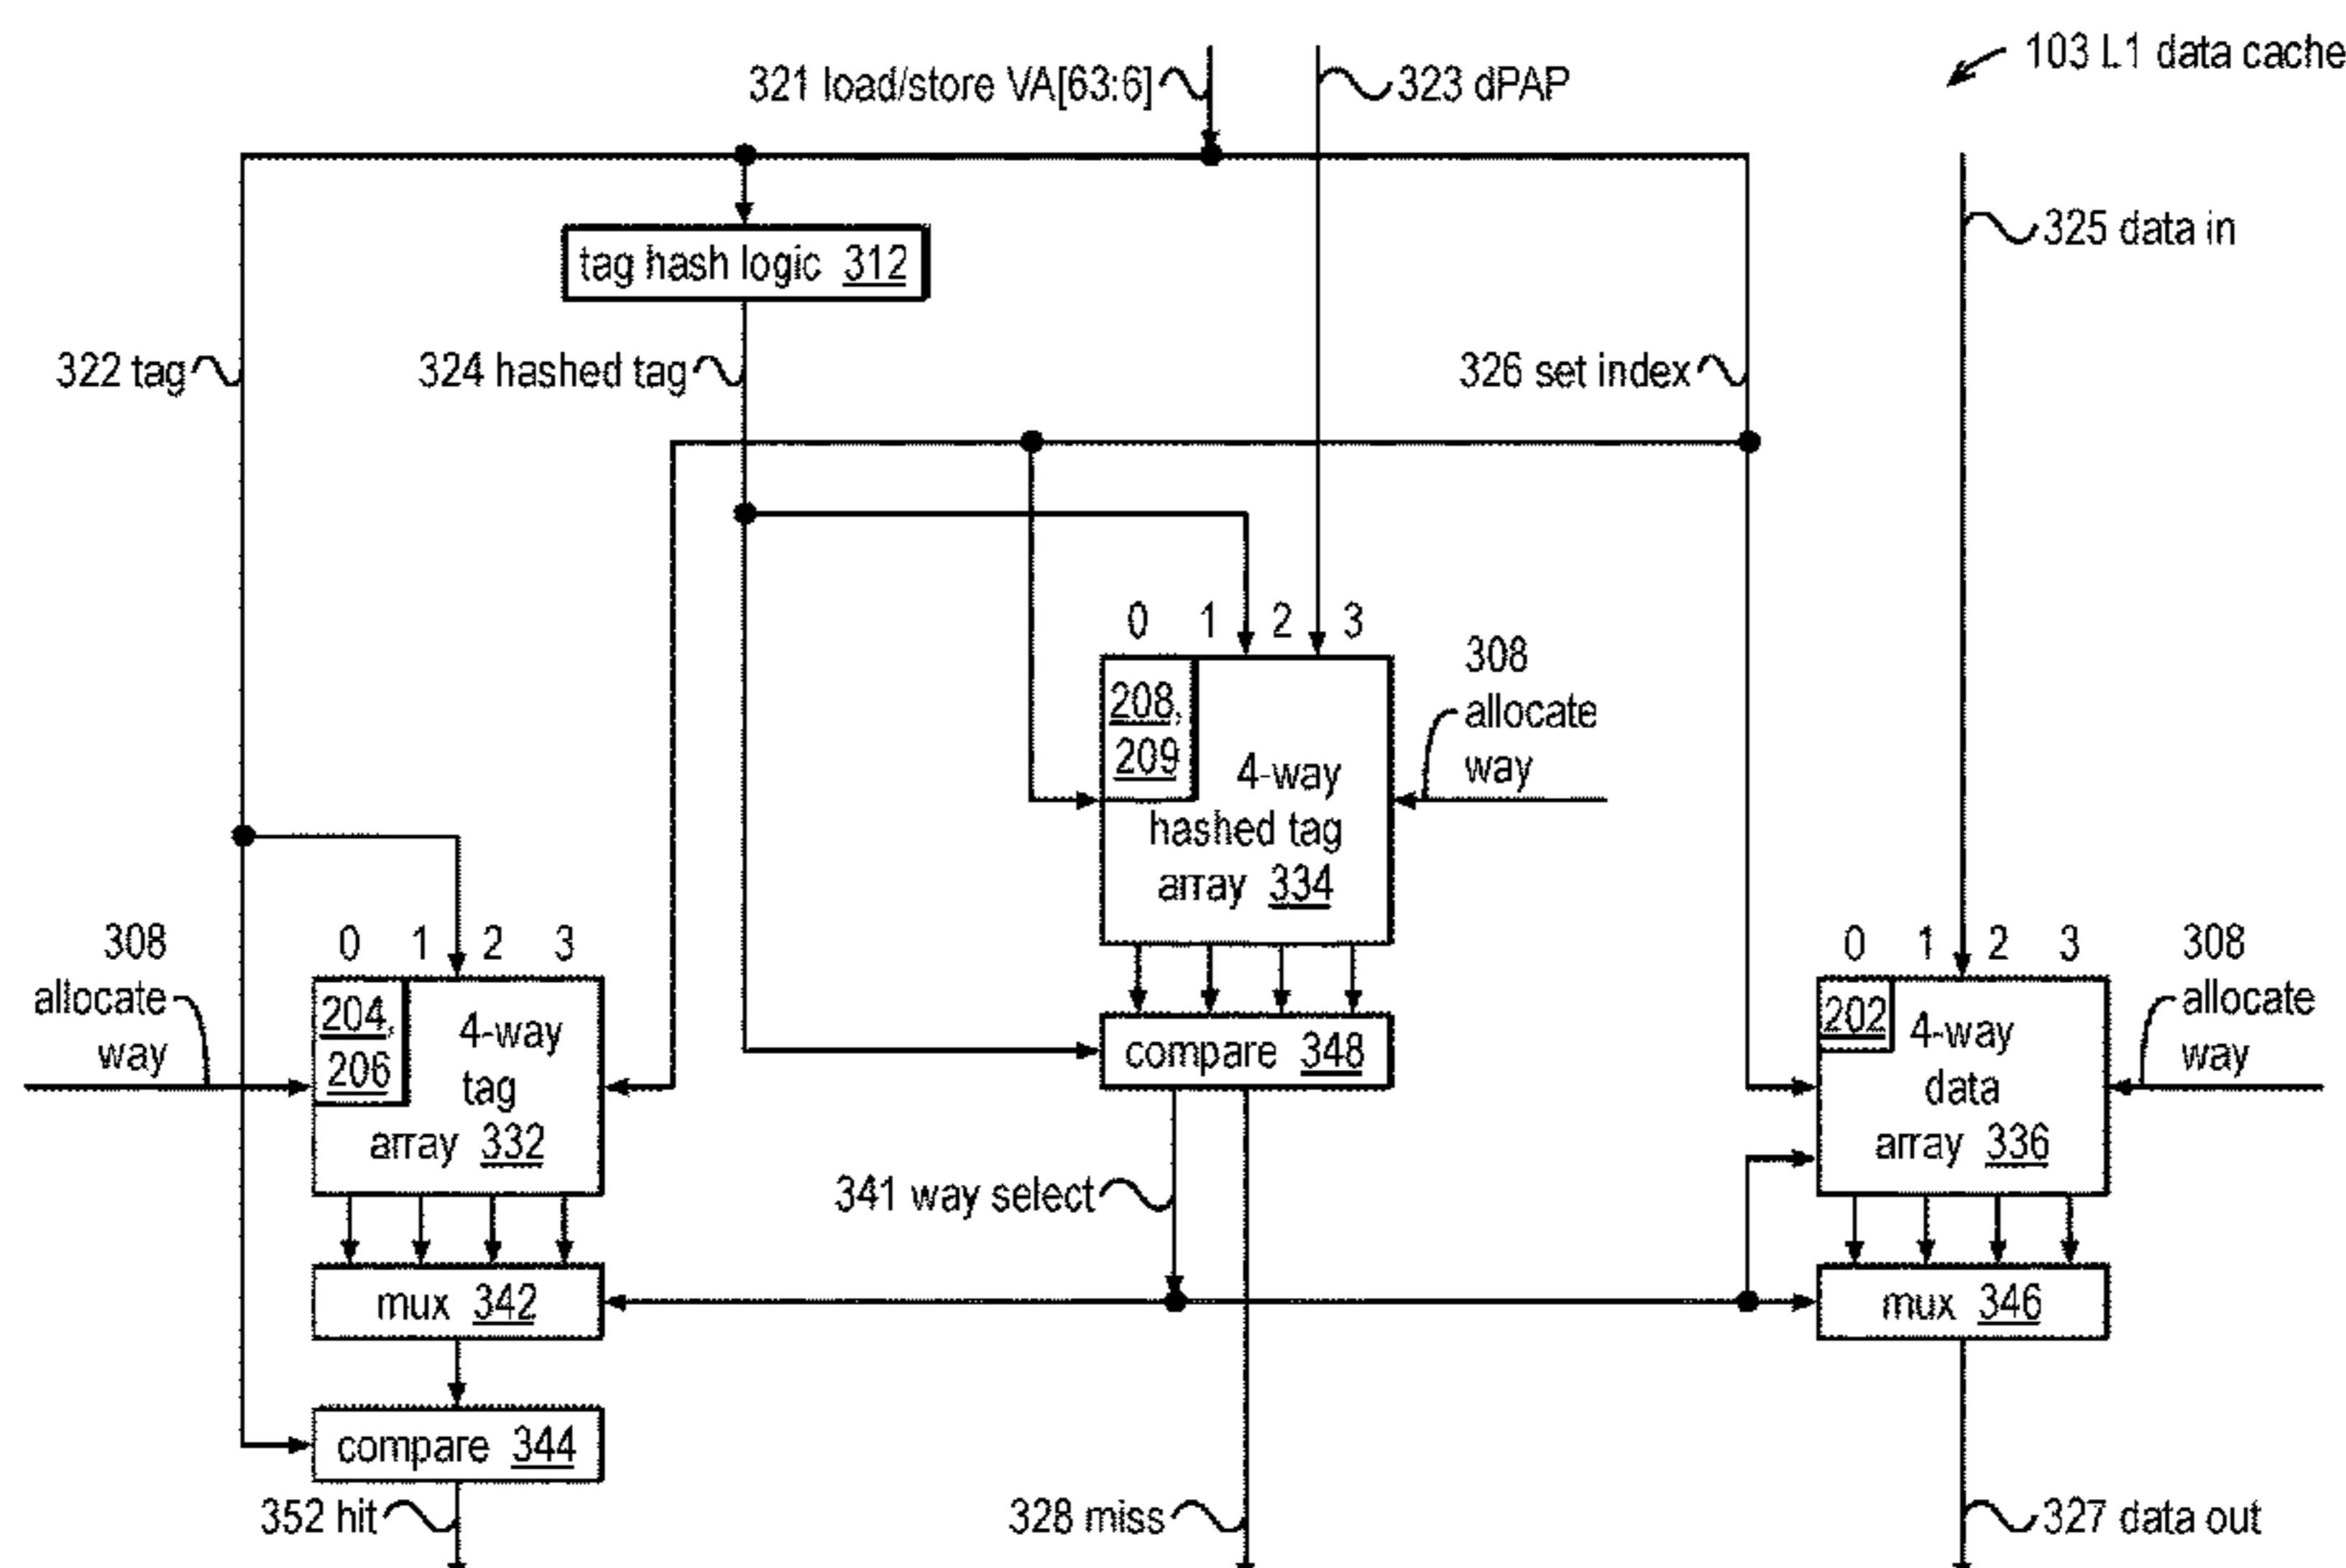 103 L1 data cache
321 load/store VA[63:6]
323 dPAP
325 data in
tag hash logic 312
322 tag
324 hashed tag
326 set index
0 1 2 3
208,
209
4-way
hashed tag
array 334
308
allocate
way
308
allocate
way
0 1 2 3
204,
206
4-way
tag
array 332
compare 348
0 1 2 3
202
4-way
data
array 336
308
allocate
way
341 way select
mux 342
mux 346
compare 344
352 hit
328 miss
327 data out